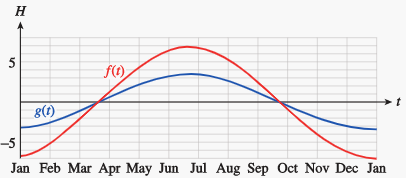 H
5
f(t)
g(t)
t
−5
Jan Feb Mar Apr May Jun Jul Aug Sep Oct Nov Dec Jan